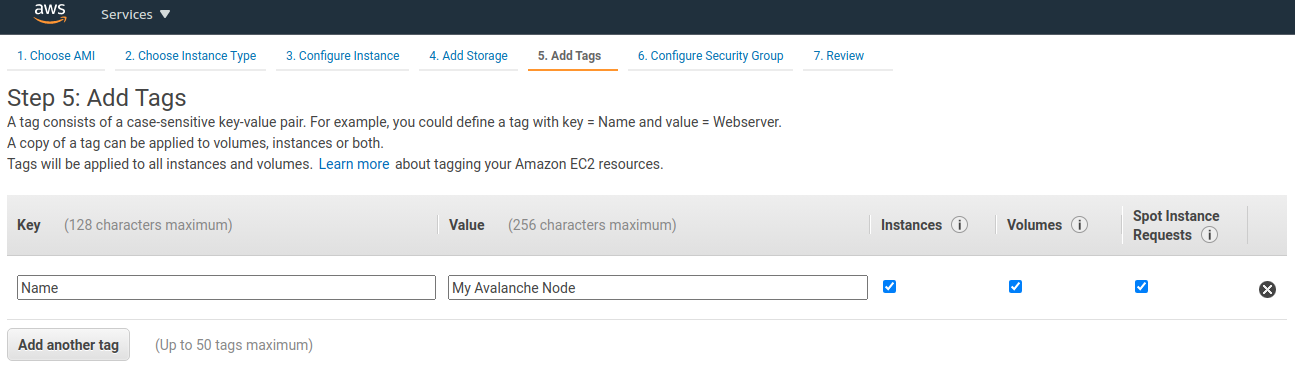 aws
Services
1. Choose AMI 2. Choose Instance Type 3. Configure Instance 4. Add Storage 5. Add Tags 6. Configure Security Group 7. Review
Step 5: Add Tags
A tag consists of a case-sensitive key-value pair. For example, you could define a tag with key = Name and value = Webserver.
A copy of a tag can be applied to volumes, instances or both.
Tags will be applied to all instances and volumes. Learn more about tagging your Amazon EC2 resources.
Key (128 characters maximum) Value (256 characters maximum) Instances i Volumes i Spot Instance
Requests i
Name My Avalanche Node
Add another tag (Up to 50 tags maximum)